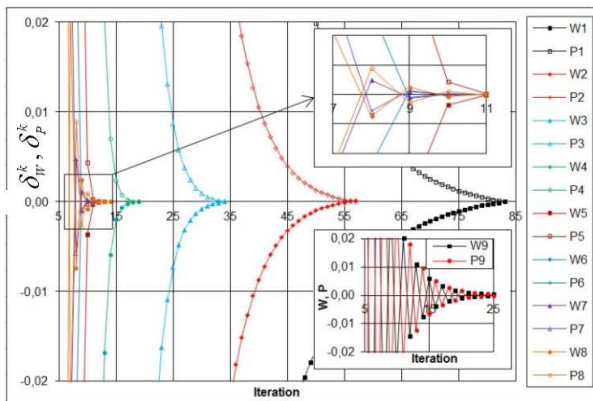 0,02
0,01
0,00
-0,01
-0,02
δ_W^k, δ_P^k
5 15 25 35 45 55 65 75 85
Iteration
7 9 11
W9
P9
0,02
0,01
0,00
-0,01
-0,02
W, P
5 15 25
Iteration
W1
P1
W2
P2
W3
P3
W4
P4
W5
P5
W6
P6
W7
P7
W8
P8